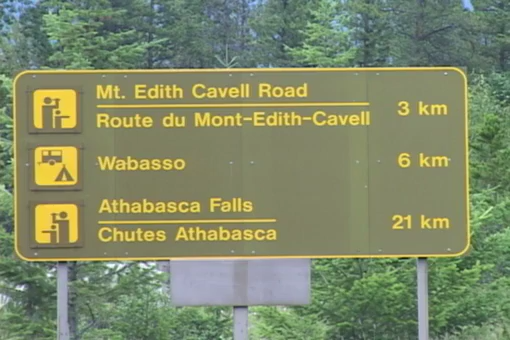 Mt. Edith Cavell Road
Route du Mont-Edith-Cavell
3 km
Wabasso
6 km
Athabasca Falls
Chutes Athabasca
21 km